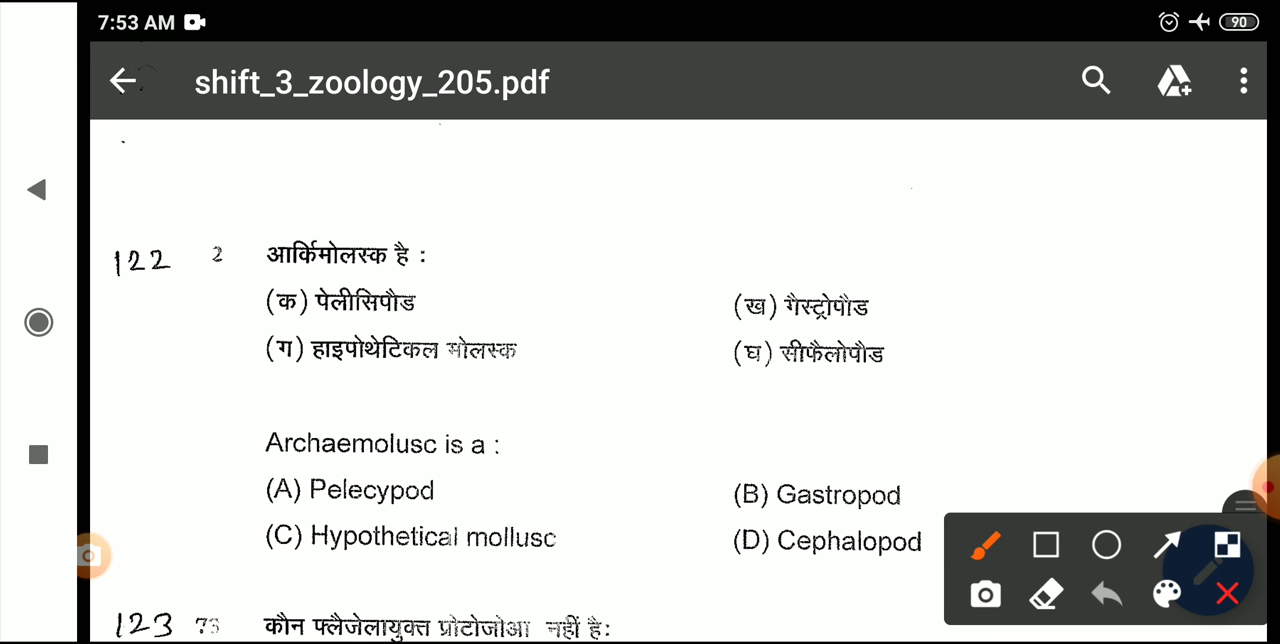 7:53 AM 90
shift_3_zoology_205.pdf
122 2 आर्किमोलस्क है :
(क) पेलीसिपौड (ख) गैस्ट्रोपौड
(ग) हाइपोथेटिकल मोलस्क (घ) सीफैलोपौड
Archaemolusc is a :
(A) Pelecypod (B) Gastropod
(C) Hypothetical mollusc (D) Cephalopod
123 73 कौन फ्लैजेलायुक्त प्रोटोजोआ नहीं है: